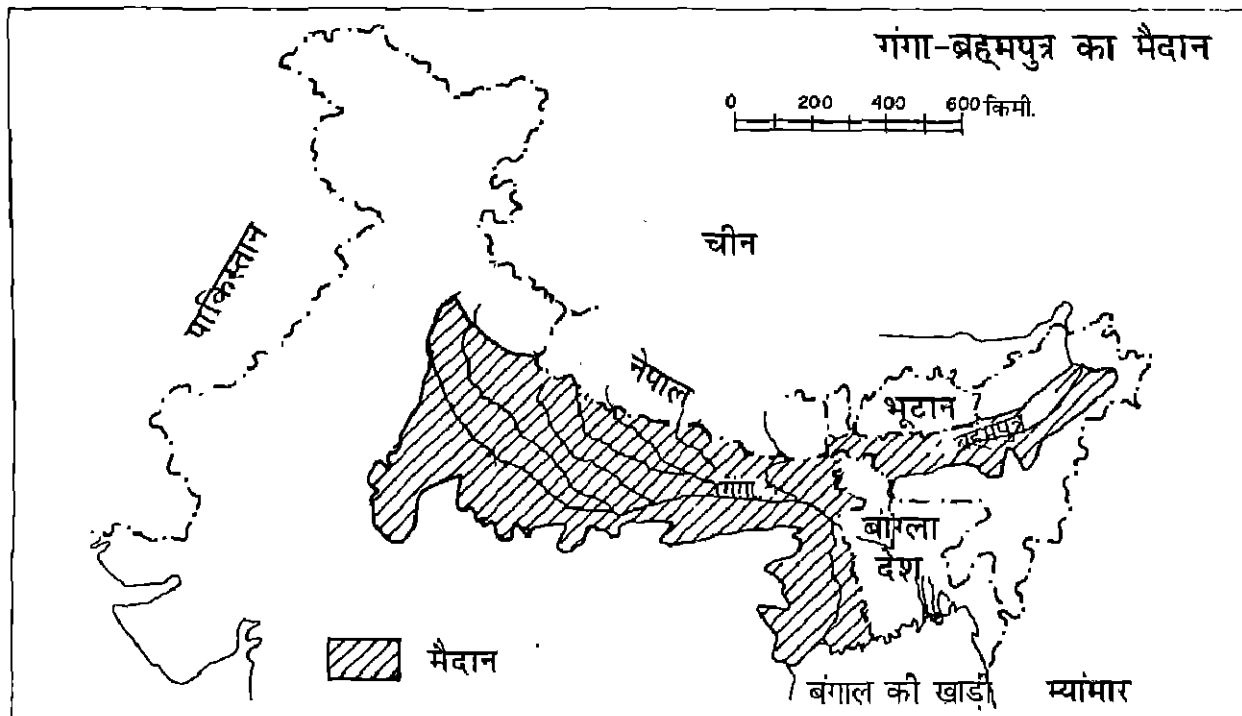 गंगा-ब्रह्मपुत्र का मैदान
0 200 400 600 किमी.
पाकिस्तान
चीन
नेपाल
भूटान
ब्रह्मपुत्र
गंगा
बांग्ला
देश
मैदान
बंगाल की खाड़ी
म्यांमार